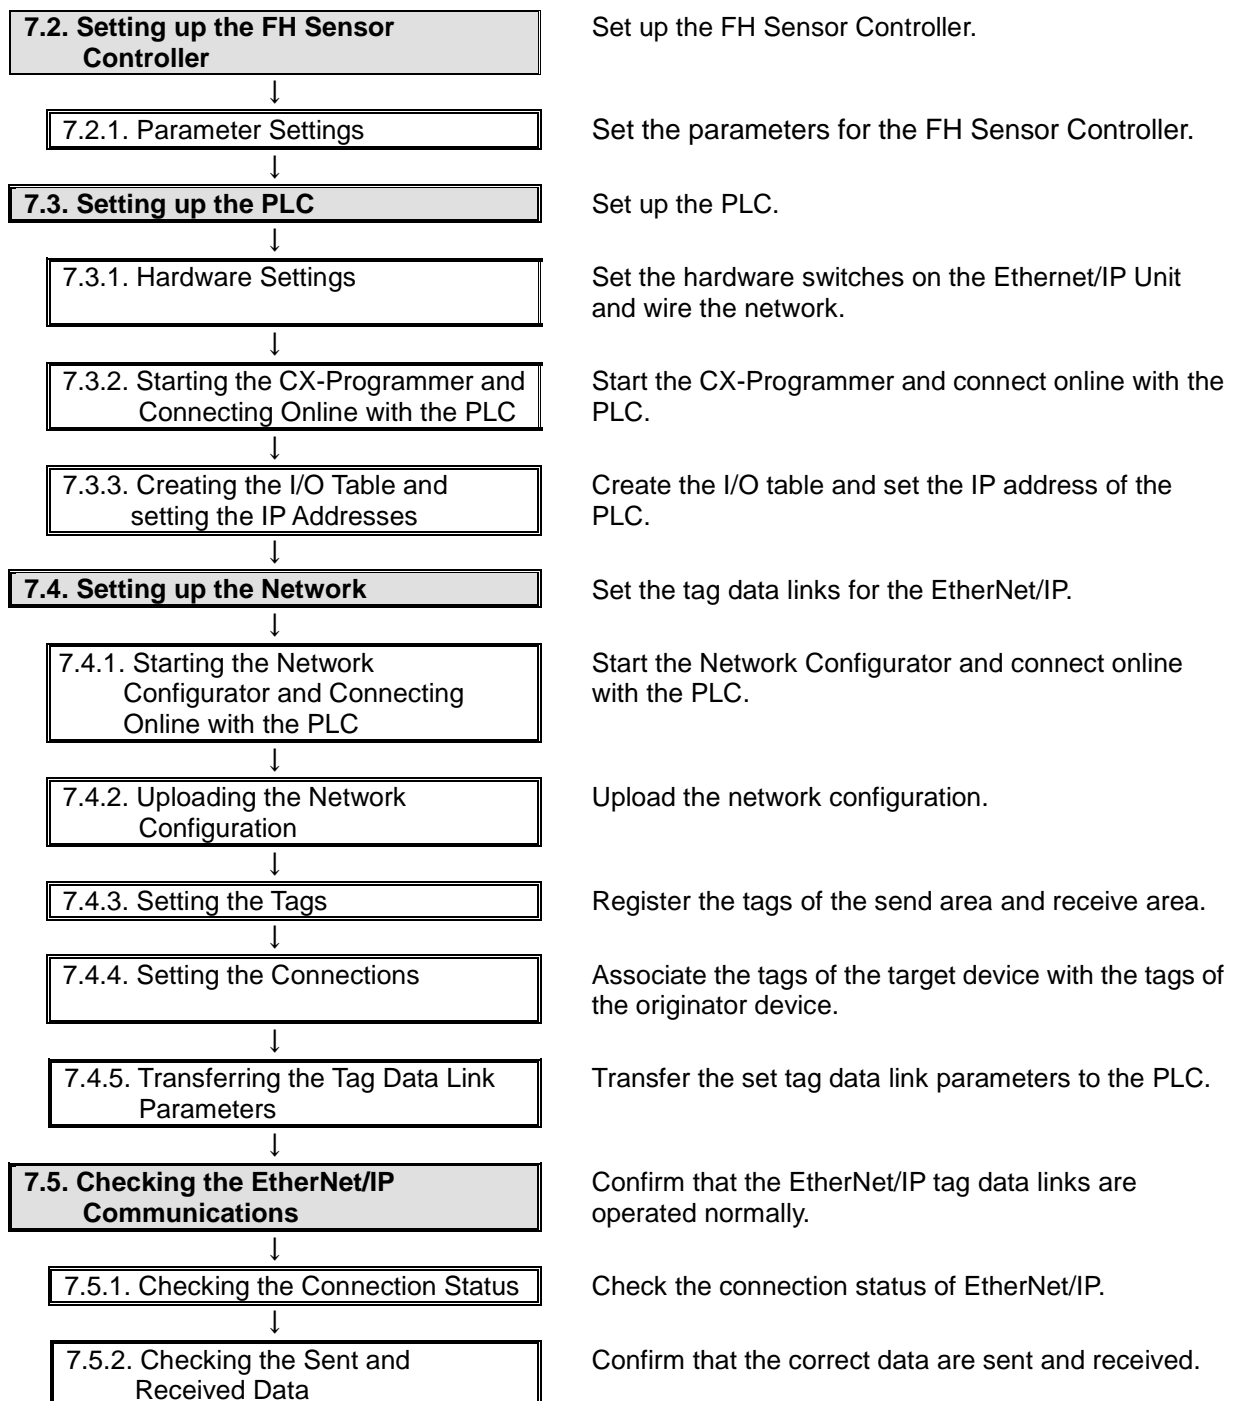 7.2. Setting up the FH Sensor
Controller
Set up the FH Sensor Controller.
↓
7.2.1. Parameter Settings
Set the parameters for the FH Sensor Controller.
↓
7.3. Setting up the PLC
Set up the PLC.
↓
7.3.1. Hardware Settings
Set the hardware switches on the Ethernet/IP Unit
and wire the network.
↓
7.3.2. Starting the CX-Programmer and
Connecting Online with the PLC
Start the CX-Programmer and connect online with the
PLC.
↓
7.3.3. Creating the I/O Table and
setting the IP Addresses
Create the I/O table and set the IP address of the
PLC.
↓
7.4. Setting up the Network
Set the tag data links for the EtherNet/IP.
↓
7.4.1. Starting the Network
Configurator and Connecting
Online with the PLC
Start the Network Configurator and connect online
with the PLC.
↓
7.4.2. Uploading the Network
Configuration
Upload the network configuration.
↓
7.4.3. Setting the Tags
Register the tags of the send area and receive area.
↓
7.4.4. Setting the Connections
Associate the tags of the target device with the tags of
the originator device.
↓
7.4.5. Transferring the Tag Data Link
Parameters
Transfer the set tag data link parameters to the PLC.
↓
7.5. Checking the EtherNet/IP
Communications
Confirm that the EtherNet/IP tag data links are
operated normally.
↓
7.5.1. Checking the Connection Status
Check the connection status of EtherNet/IP.
↓
7.5.2. Checking the Sent and
Received Data
Confirm that the correct data are sent and received.